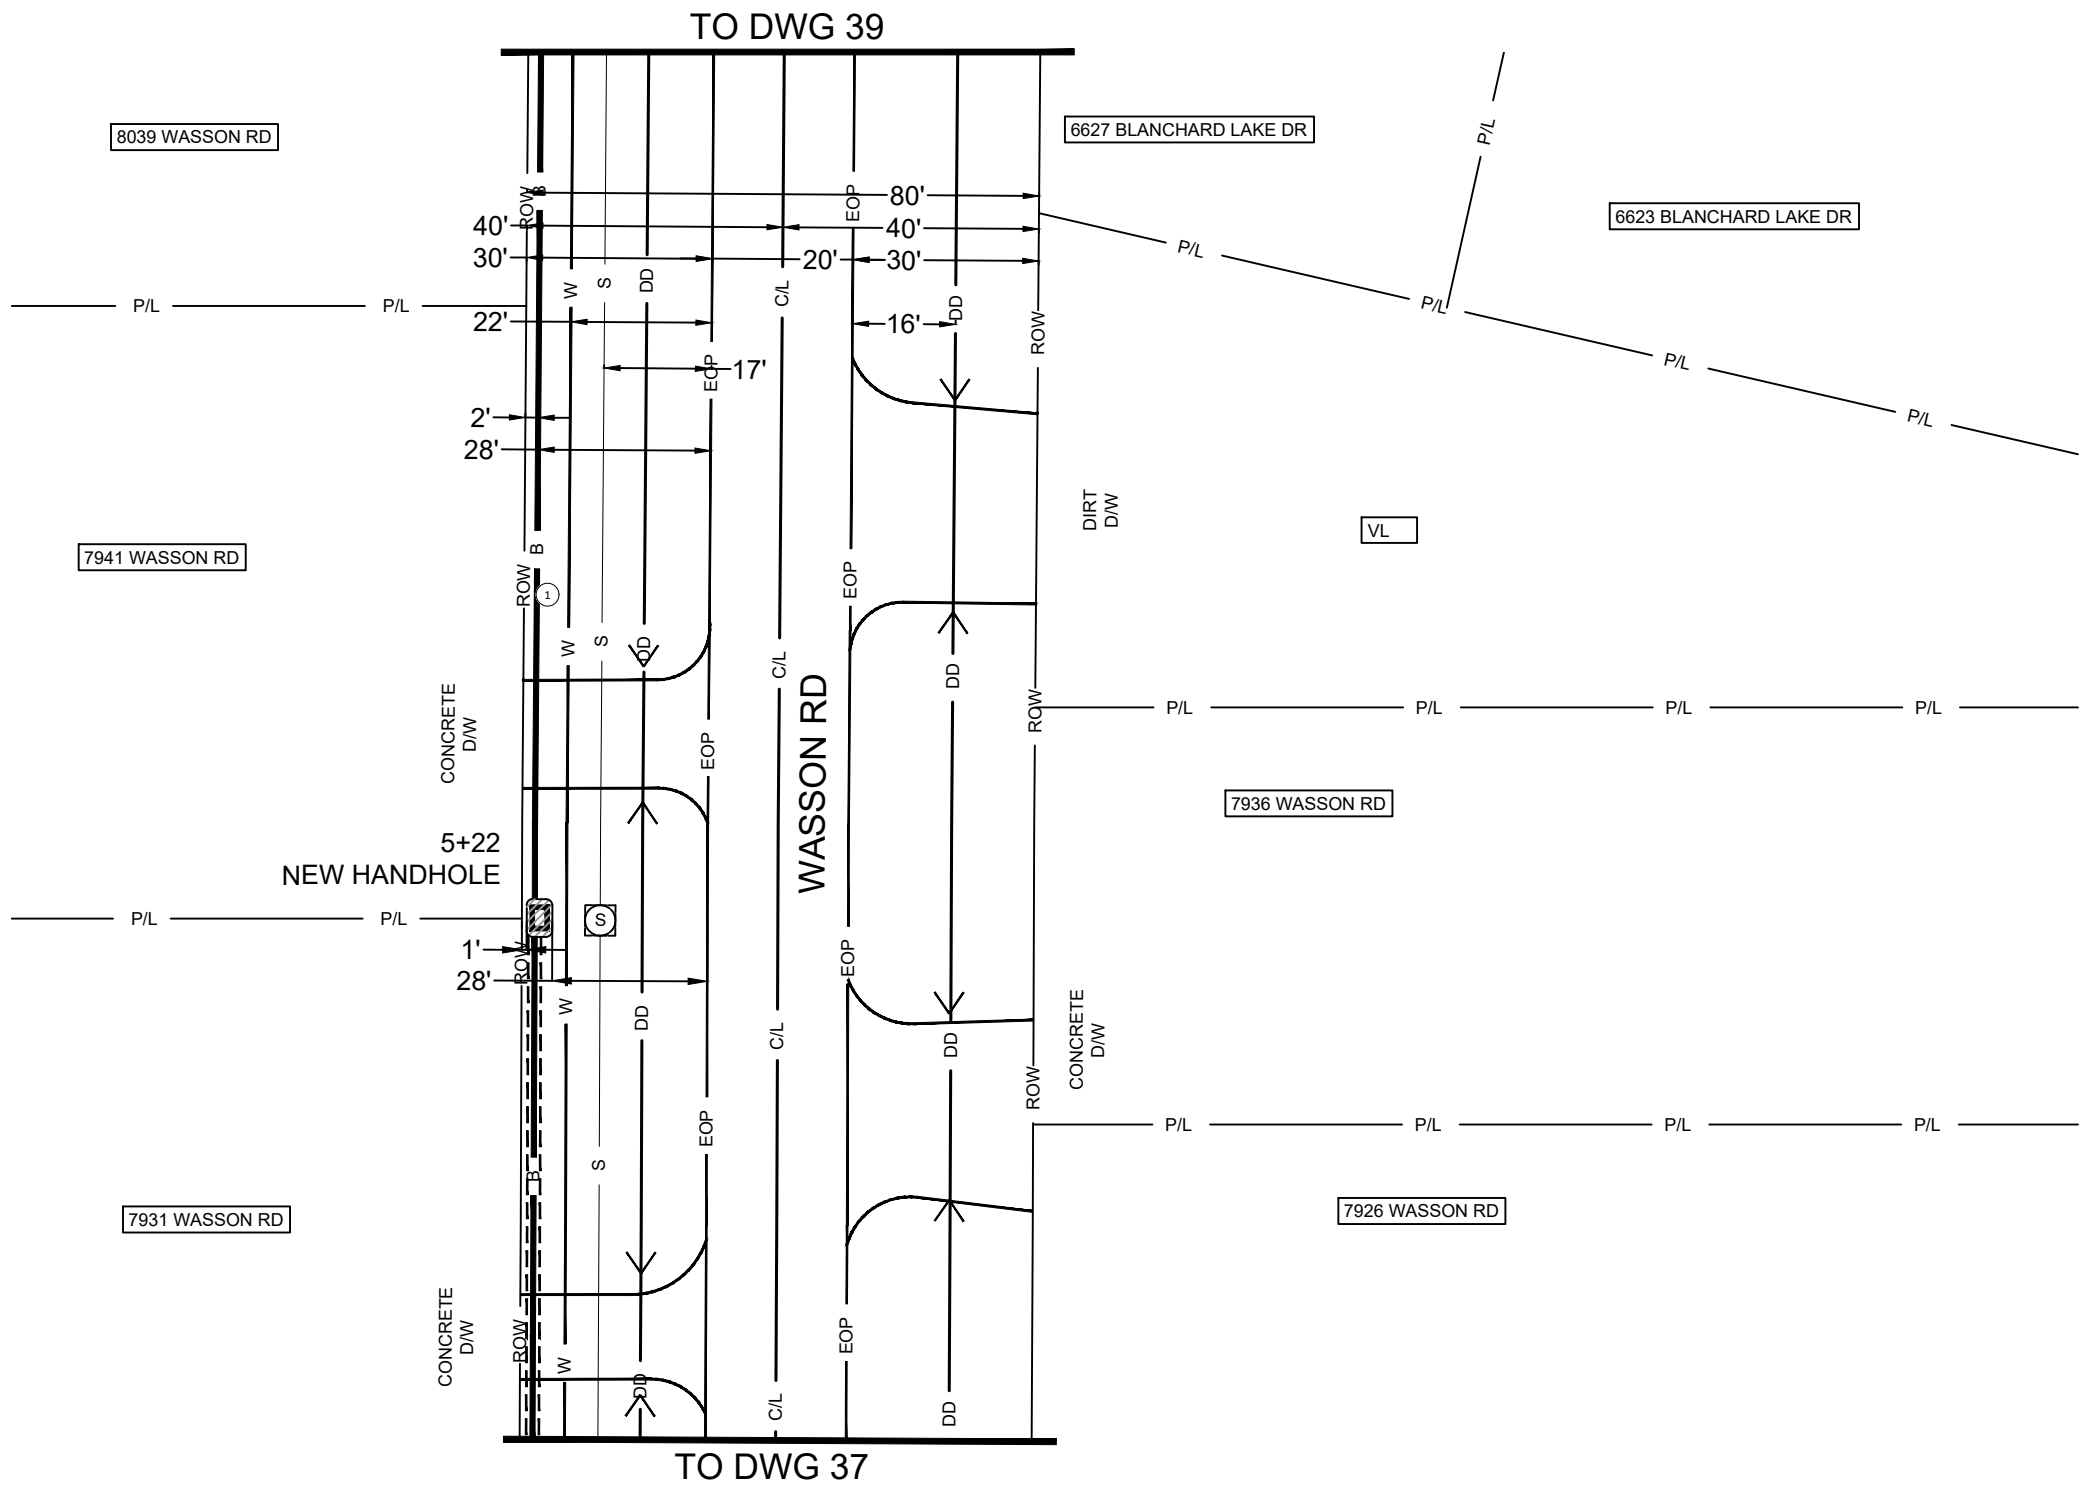 TO DWG 39
8039 WASSON RD
6627 BLANCHARD LAKE DR
P/L
6623 BLANCHARD LAKE DR
ROW
B
EOP
80'
40'
40'
30'
20'
30'
P/L
P/L
P/L
W
S
DD
C/L
DD
P/L
22'
16'
ROW
P/L
EOP
17'
2'
P/L
28'
DIRT
D/W
VL
7941 WASSON RD
B
ROW
1
EOP
W
S
DD
C/L
DD
ROW
P/L
P/L
P/L
P/L
CONCRETE
D/W
EOP
WASSON RD
7936 WASSON RD
5+22
NEW HANDHOLE
P/L
P/L
S
1'
ROW
28'
EOP
W
DD
C/L
DD
CONCRETE
D/W
ROW
EOP
P/L
P/L
P/L
P/L
B
S
7931 WASSON RD
7926 WASSON RD
CONCRETE
D/W
ROW
W
DD
C/L
EOP
DD
TO DWG 37